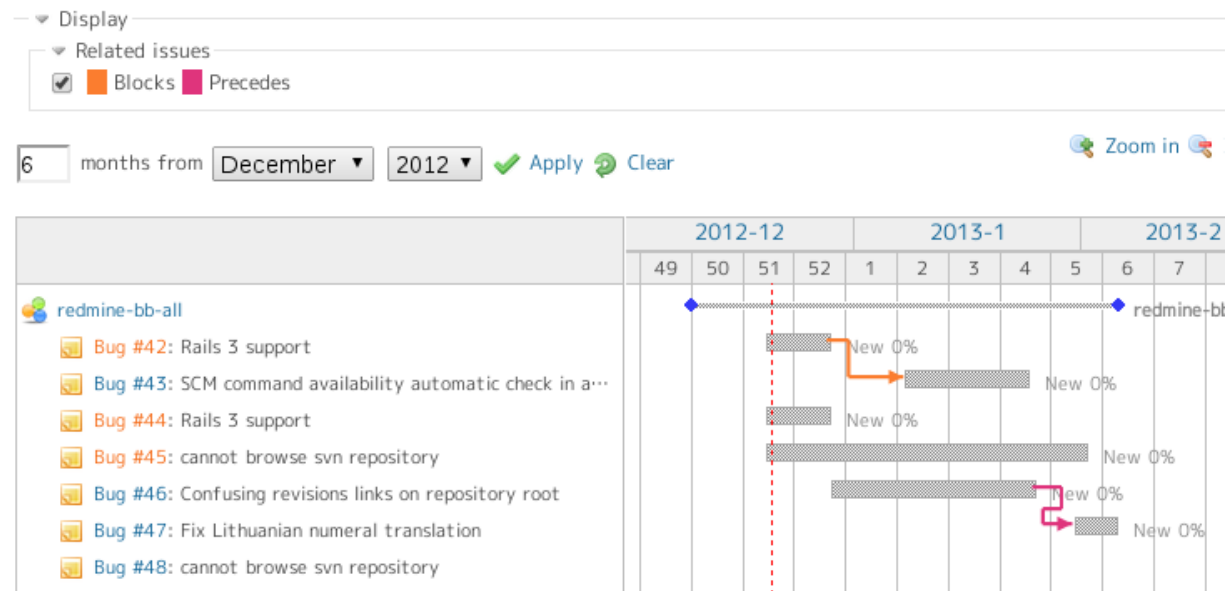 Display
Related issues
Blocks Precedes
6 months from December 2012 Apply Clear
Zoom in
2012-12 2013-1 2013-2
49 50 51 52 1 2 3 4 5 6 7
redmine-bb-all
redmine-bb
Bug #42: Rails 3 support
New 0%
Bug #43: SCM command availability automatic check in a…
New 0%
Bug #44: Rails 3 support
New 0%
Bug #45: cannot browse svn repository
New 0%
Bug #46: Confusing revisions links on repository root
New 0%
Bug #47: Fix Lithuanian numeral translation
New 0%
Bug #48: cannot browse svn repository